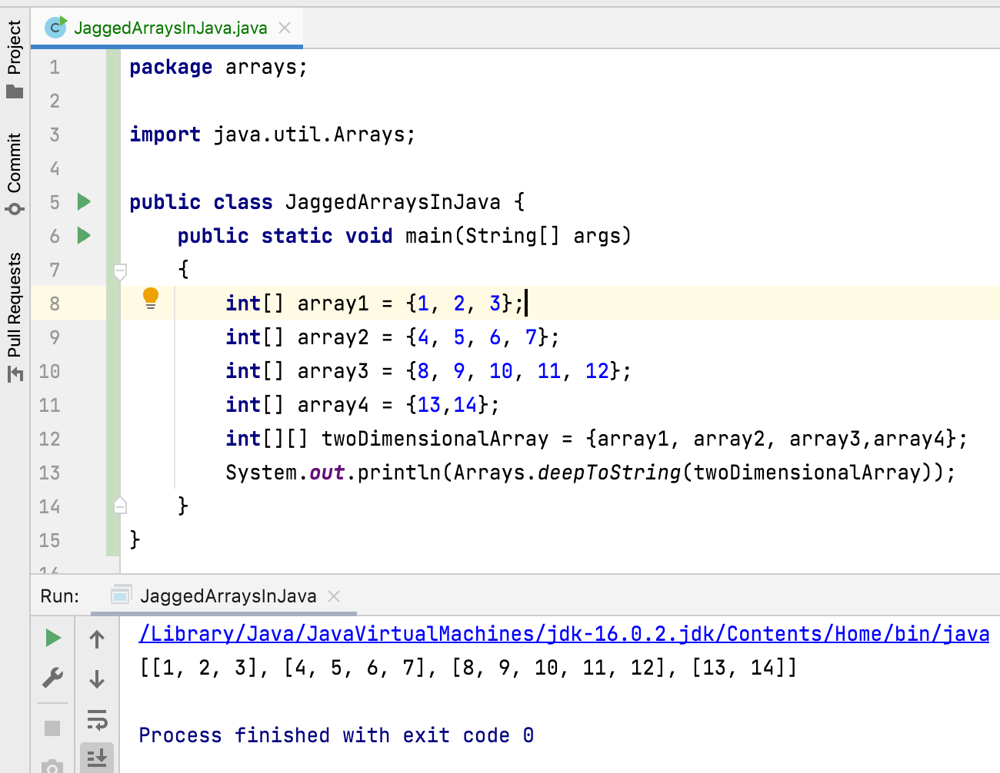 Project
Commit
Pull Requests
JaggedArraysInJava.java
1 package arrays;
2
3 import java.util.Arrays;
4
5 public class JaggedArraysInJava {
6 public static void main(String[] args)
7 {
8 int[] array1 = {1, 2, 3};
9 int[] array2 = {4, 5, 6, 7};
10 int[] array3 = {8, 9, 10, 11, 12};
11 int[] array4 = {13,14};
12 int[][] twoDimensionalArray = {array1, array2, array3,array4};
13 System.out.println(Arrays.deepToString(twoDimensionalArray));
14 }
15 }
16
Run: JaggedArraysInJava
/Library/Java/JavaVirtualMachines/jdk-16.0.2.jdk/Contents/Home/bin/java
[[1, 2, 3], [4, 5, 6, 7], [8, 9, 10, 11, 12], [13, 14]]
Process finished with exit code 0